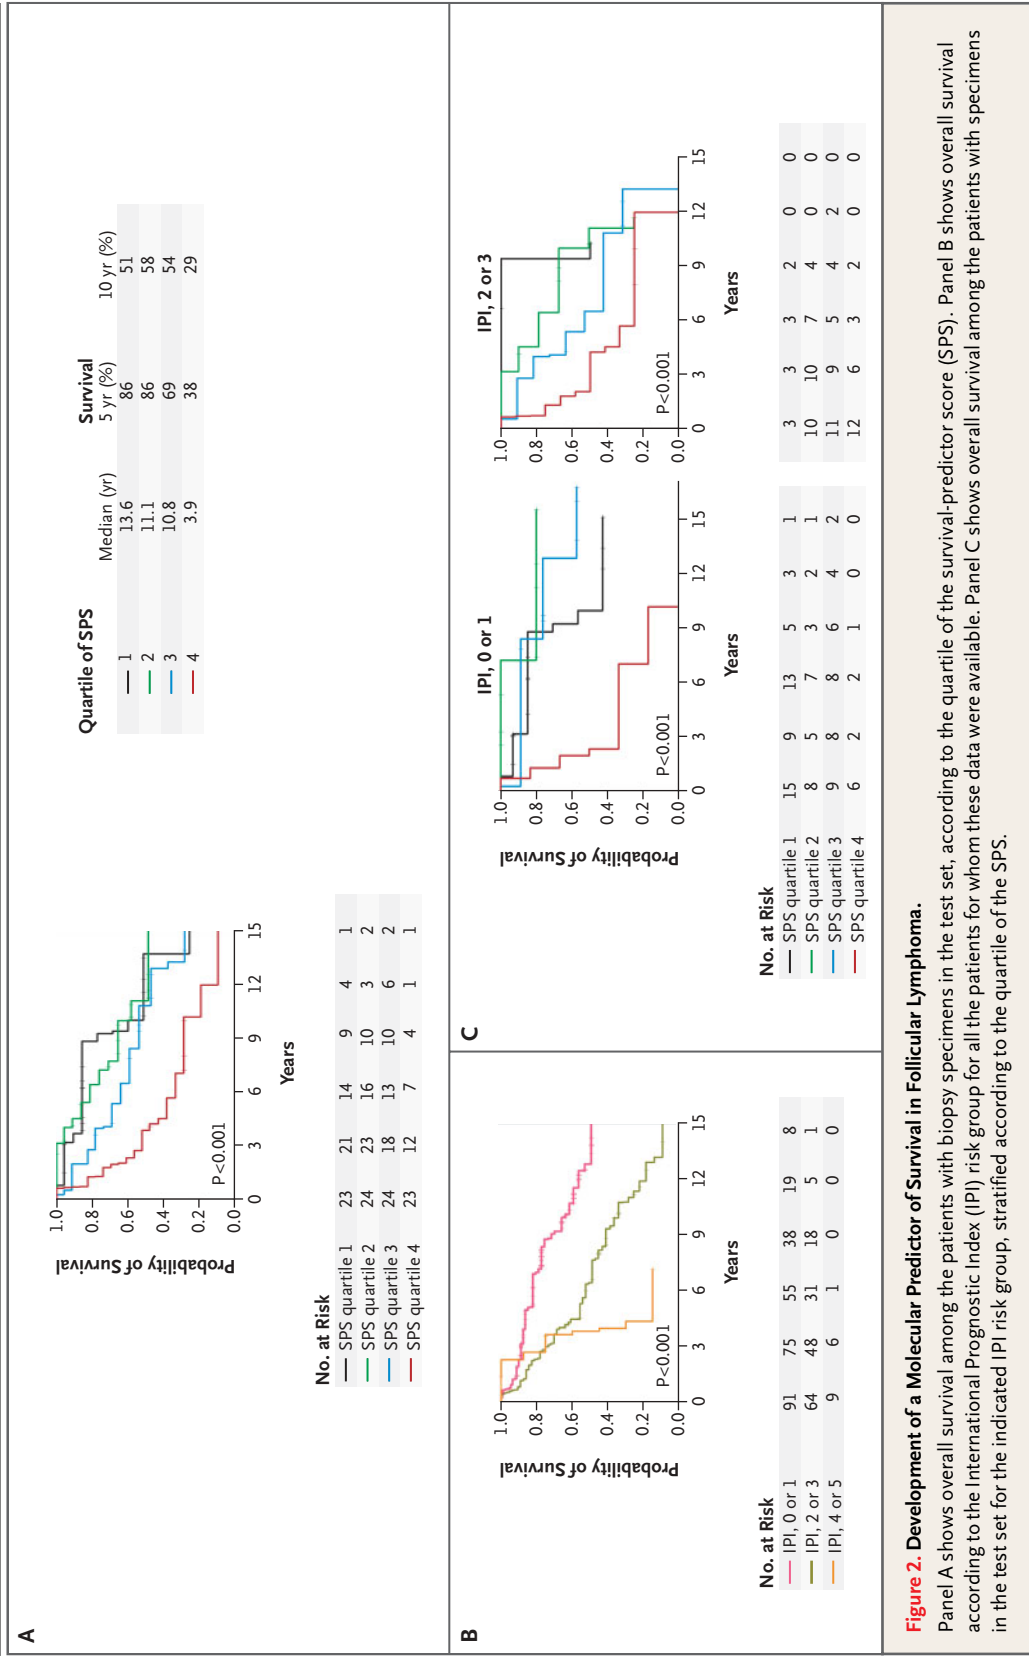 A
Probability of Survival
1.0
0.8
0.6
0.4
0.2
0.0
P<0.001
0 3 6 9 12 15
Years
No. at Risk
SPS quartile 1 23 21 14 9 4 1
SPS quartile 2 24 23 16 10 3 2
SPS quartile 3 24 18 13 10 6 2
SPS quartile 4 23 12 7 4 1 1
Quartile of SPS Survival
Median (yr) 5 yr (%) 10 yr (%)
1 13.6 86 51
2 11.1 86 58
3 10.8 69 54
4 3.9 38 29
B
Probability of Survival
1.0
0.8
0.6
0.4
0.2
0.0
P<0.001
0 3 6 9 12 15
Years
No. at Risk
IPI, 0 or 1 91 75 55 38 19 8
IPI, 2 or 3 64 48 31 18 5 1
IPI, 4 or 5 9 6 1 0 0 0
C
IPI, 0 or 1
Probability of Survival
1.0
0.8
0.6
0.4
0.2
0.0
P<0.001
0 3 6 9 12 15
Years
IPI, 2 or 3
1.0
0.8
0.6
0.4
0.2
0.0
P<0.001
0 3 6 9 12 15
Years
No. at Risk
SPS quartile 1 15 9 13 5 3 1 3 3 3 2 0 0
SPS quartile 2 8 5 7 3 2 1 10 10 7 4 0 0
SPS quartile 3 9 8 8 6 4 2 11 9 5 4 2 0
SPS quartile 4 6 2 2 1 0 0 12 6 3 2 0 0
Figure 2. Development of a Molecular Predictor of Survival in Follicular Lymphoma.
Panel A shows overall survival among the patients with biopsy specimens in the test set, according to the quartile of the survival-predictor score (SPS). Panel B shows overall survival
according to the International Prognostic Index (IPI) risk group for all the patients for whom these data were available. Panel C shows overall survival among the patients with specimens
in the test set for the indicated IPI risk group, stratified according to the quartile of the SPS.